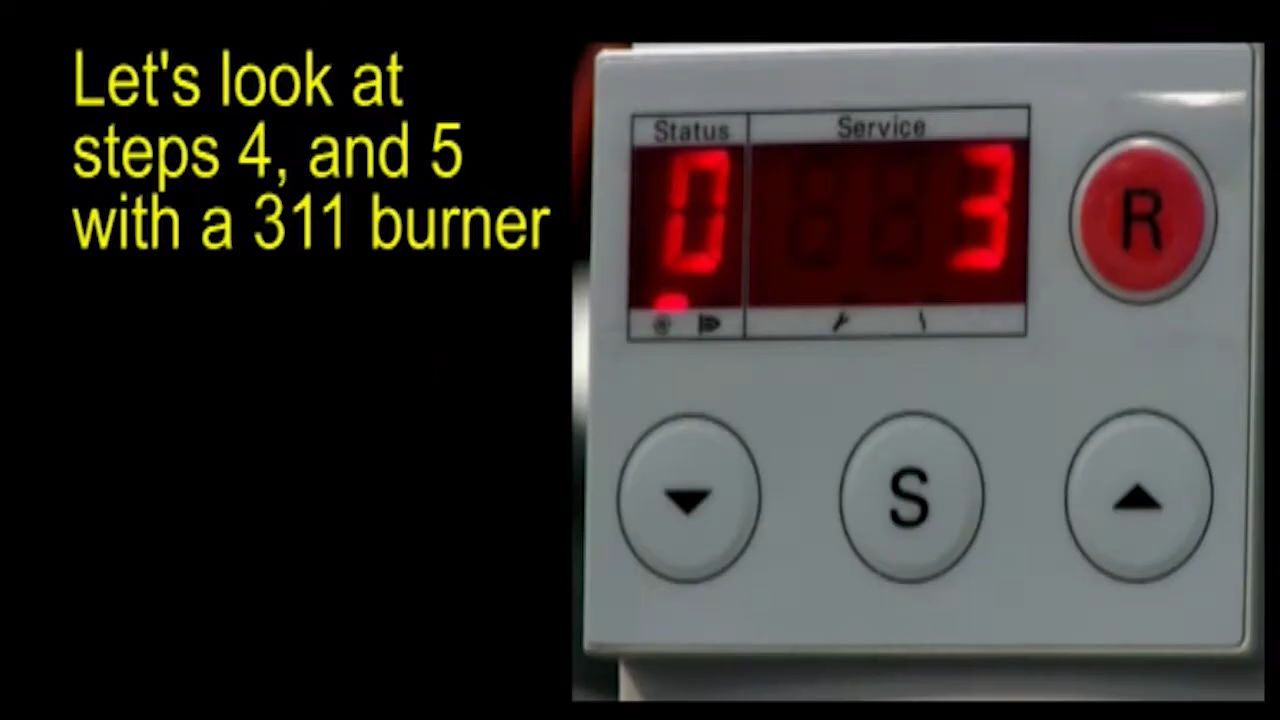 Let's look at
steps 4, and 5
with a 311 burner
Status Service
0 3
R
S